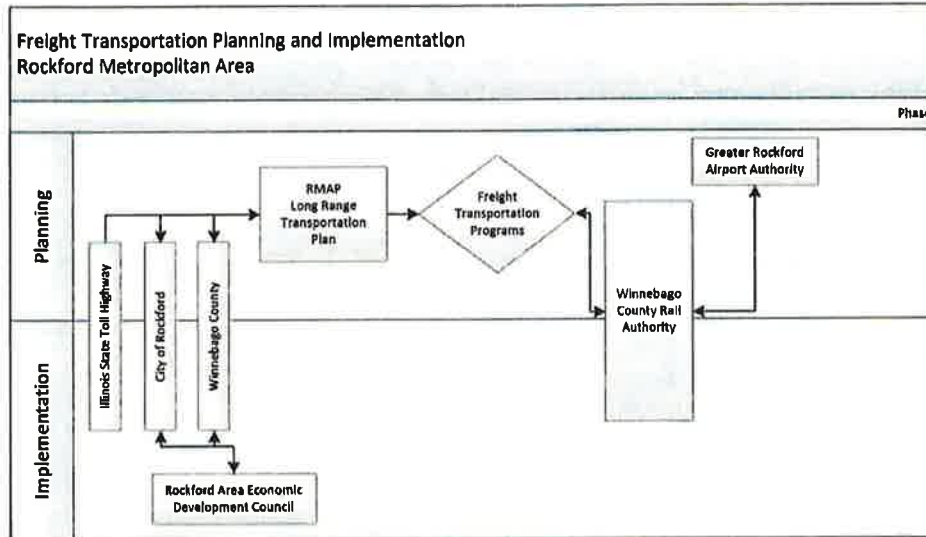 Freight Transportation Planning and Implementation
Rockford Metropolitan Area
Phase
Planning
Greater Rockford
Airport Authority
RMAP
Long Range
Transportation
Plan
Freight
Transportation
Programs
Illinois State Toll Highway
City of Rockford
Winnebago County
Winnebago
County Rail
Authority
Implementation
Rockford Area Economic
Development Council